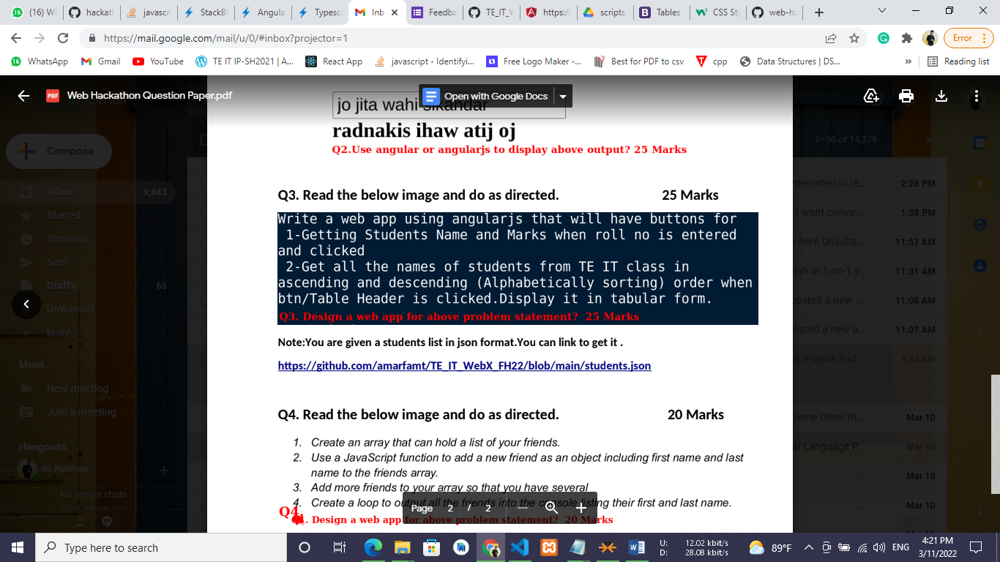 (16) W
hackat
javascri
StackBl
Angula
Typesc
Inb
Feedba
TE_IT_V
https:/
scripts
Tables
CSS Sty
web-ha
https://mail.google.com/mail/u/0/#inbox?projector=1
Error
WhatsApp
Gmail
YouTube
TE IT IP-SH2021 | A...
React App
javascript - Identifyi...
Free Logo Maker -...
Best for PDF to csv
cpp
Data Structures | DS...
»
Reading list
PDF
Web Hackathon Question Paper.pdf
Open with Google Docs
jo jita wahi sikandar
radnakis ihaw atij oj
Q2.Use angular or angularjs to display above output? 25 Marks
Q3. Read the below image and do as directed. 25 Marks
Write a web app using angularjs that will have buttons for
1-Getting Students Name and Marks when roll no is entered
and clicked
2-Get all the names of students from TE IT class in
ascending and descending (Alphabetically sorting) order when
btn/Table Header is clicked.Display it in tabular form.
Q3. Design a web app for above problem statement? 25 Marks
Note:You are given a students list in json format.You can link to get it .
https://github.com/amarfamt/TE_IT_WebX_FH22/blob/main/students.json
Q4. Read the below image and do as directed. 20 Marks
1. Create an array that can hold a list of your friends.
2. Use a JavaScript function to add a new friend as an object including first name and last
name to the friends array.
3. Add more friends to your array so that you have several
4. Create a loop to output all the friends into the console listing their first and last name.
Q4.
Design a web app for above problem statement? 20 Marks
Page 2 / 2
Compose
Inbox 9,843
Starred
Snoozed
Sent
Drafts 65
Unwanted
More
Meet
New meeting
Join a meeting
Hangouts
45 Nakhwa
No recent chats
Start a new one
1–50 of 14,379
nterested in re... 2:26 PM
't want conve... 1:38 PM
here Unsubs... 11:51 AM
ish in 1-on-1 v... 11:31 AM
posted a new ... 11:08 AM
osted a new a... 11:07 AM
s, Please find ... 9:53 AM
none other th... Mar 10
al Language P... Mar 10
... Mar 10
... Mar 10
Type here to search
U: 12.02 kbit/s
D: 28.08 kbit/s
89°F
ENG
4:21 PM
3/11/2022